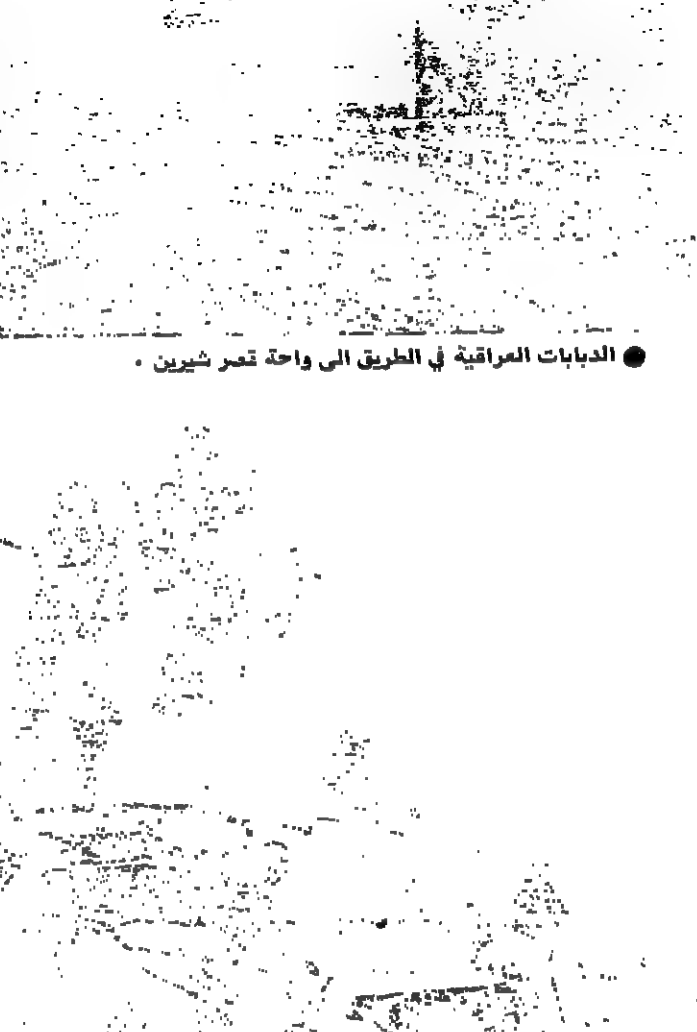 ● الدبابات العراقية في الطريق الى واحة قصر شيرين .